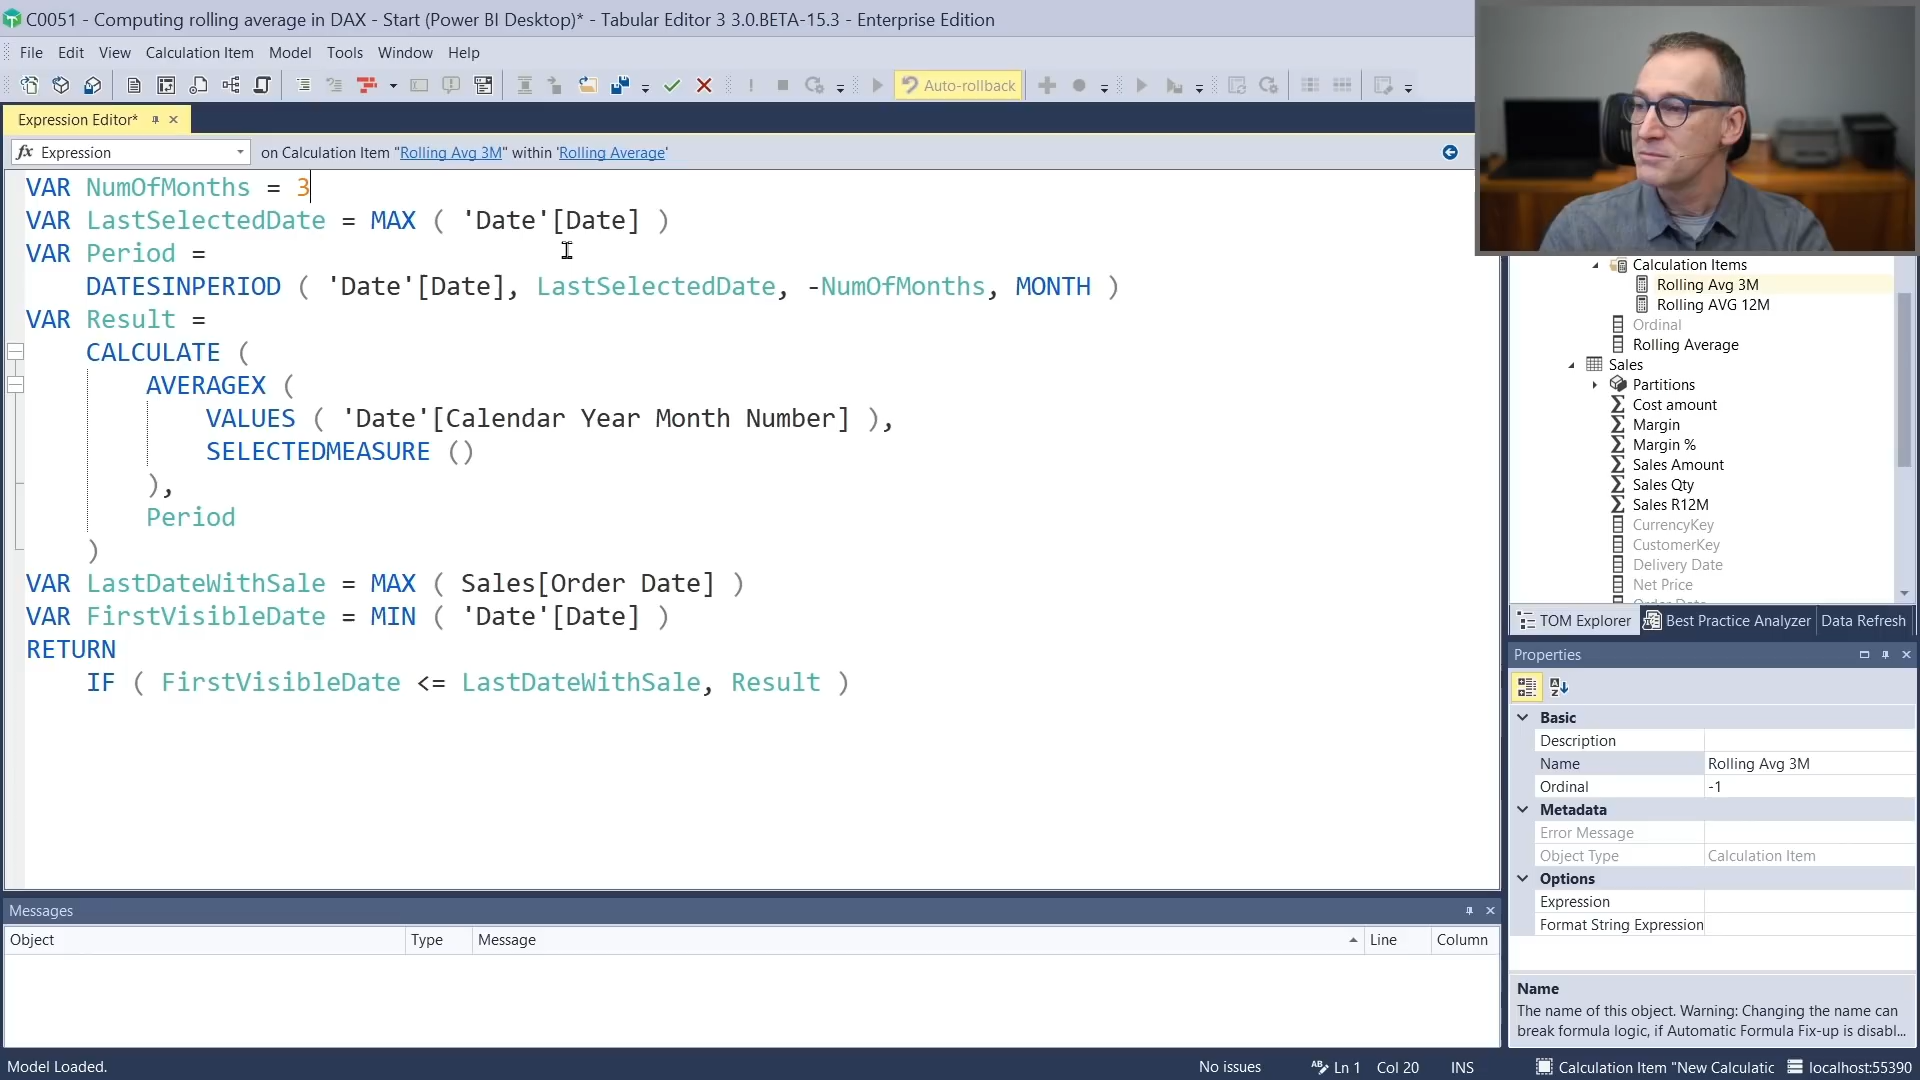 C0051 - Computing rolling average in DAX - Start (Power BI Desktop)* - Tabular Editor 3 3.0.BETA-15.3 - Enterprise Edition
File Edit View Calculation Item Model Tools Window Help
Auto-rollback
Expression Editor*
fx Expression on Calculation Item "Rolling Avg 3M" within 'Rolling Average'
VAR NumOfMonths = 3
VAR LastSelectedDate = MAX ( 'Date'[Date] )
VAR Period =
DATESINPERIOD ( 'Date'[Date], LastSelectedDate, -NumOfMonths, MONTH )
VAR Result =
CALCULATE (
AVERAGEX (
VALUES ( 'Date'[Calendar Year Month Number] ),
SELECTEDMEASURE ()
),
Period
)
VAR LastDateWithSale = MAX ( Sales[Order Date] )
VAR FirstVisibleDate = MIN ( 'Date'[Date] )
RETURN
IF ( FirstVisibleDate <= LastDateWithSale, Result )
Calculation Items
Rolling Avg 3M
Rolling AVG 12M
Ordinal
Rolling Average
Sales
Partitions
Cost amount
Margin
Margin %
Sales Amount
Sales Qty
Sales R12M
CurrencyKey
CustomerKey
Delivery Date
Net Price
TOM Explorer Best Practice Analyzer Data Refresh
Properties
Basic
Description
Name Rolling Avg 3M
Ordinal -1
Metadata
Error Message
Object Type Calculation Item
Options
Expression
Format String Expression
Name
The name of this object. Warning: Changing the name can
break formula logic, if Automatic Formula Fix-up is disabl...
Messages
Object Type Message Line Column
Model Loaded. No issues Ln 1 Col 20 INS Calculation Item "New Calculatic localhost:55390